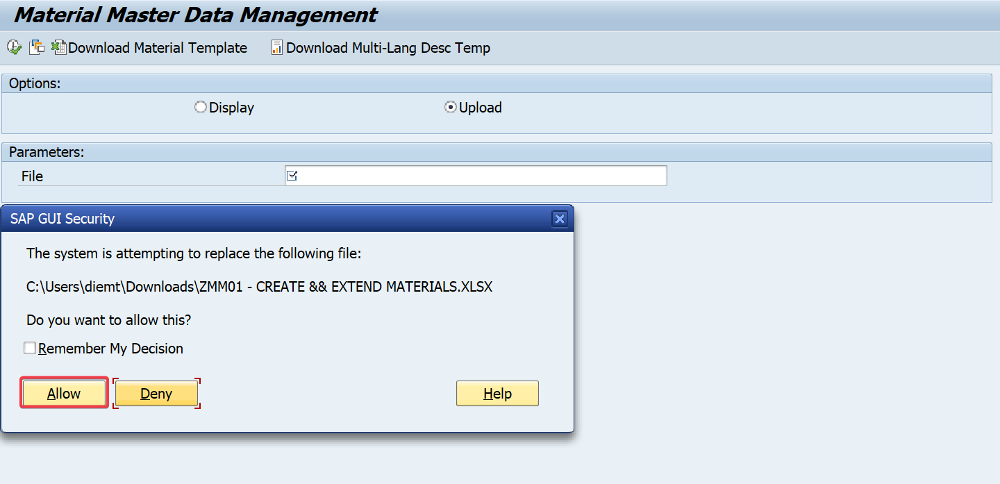 Material Master Data Management
Download Material Template Download Multi-Lang Desc Temp
Options:
Display Upload
Parameters:
File
SAP GUI Security
The system is attempting to replace the following file:
C:\Users\diemt\Downloads\ZMM01 - CREATE && EXTEND MATERIALS.XLSX
Do you want to allow this?
Remember My Decision
Allow Deny Help